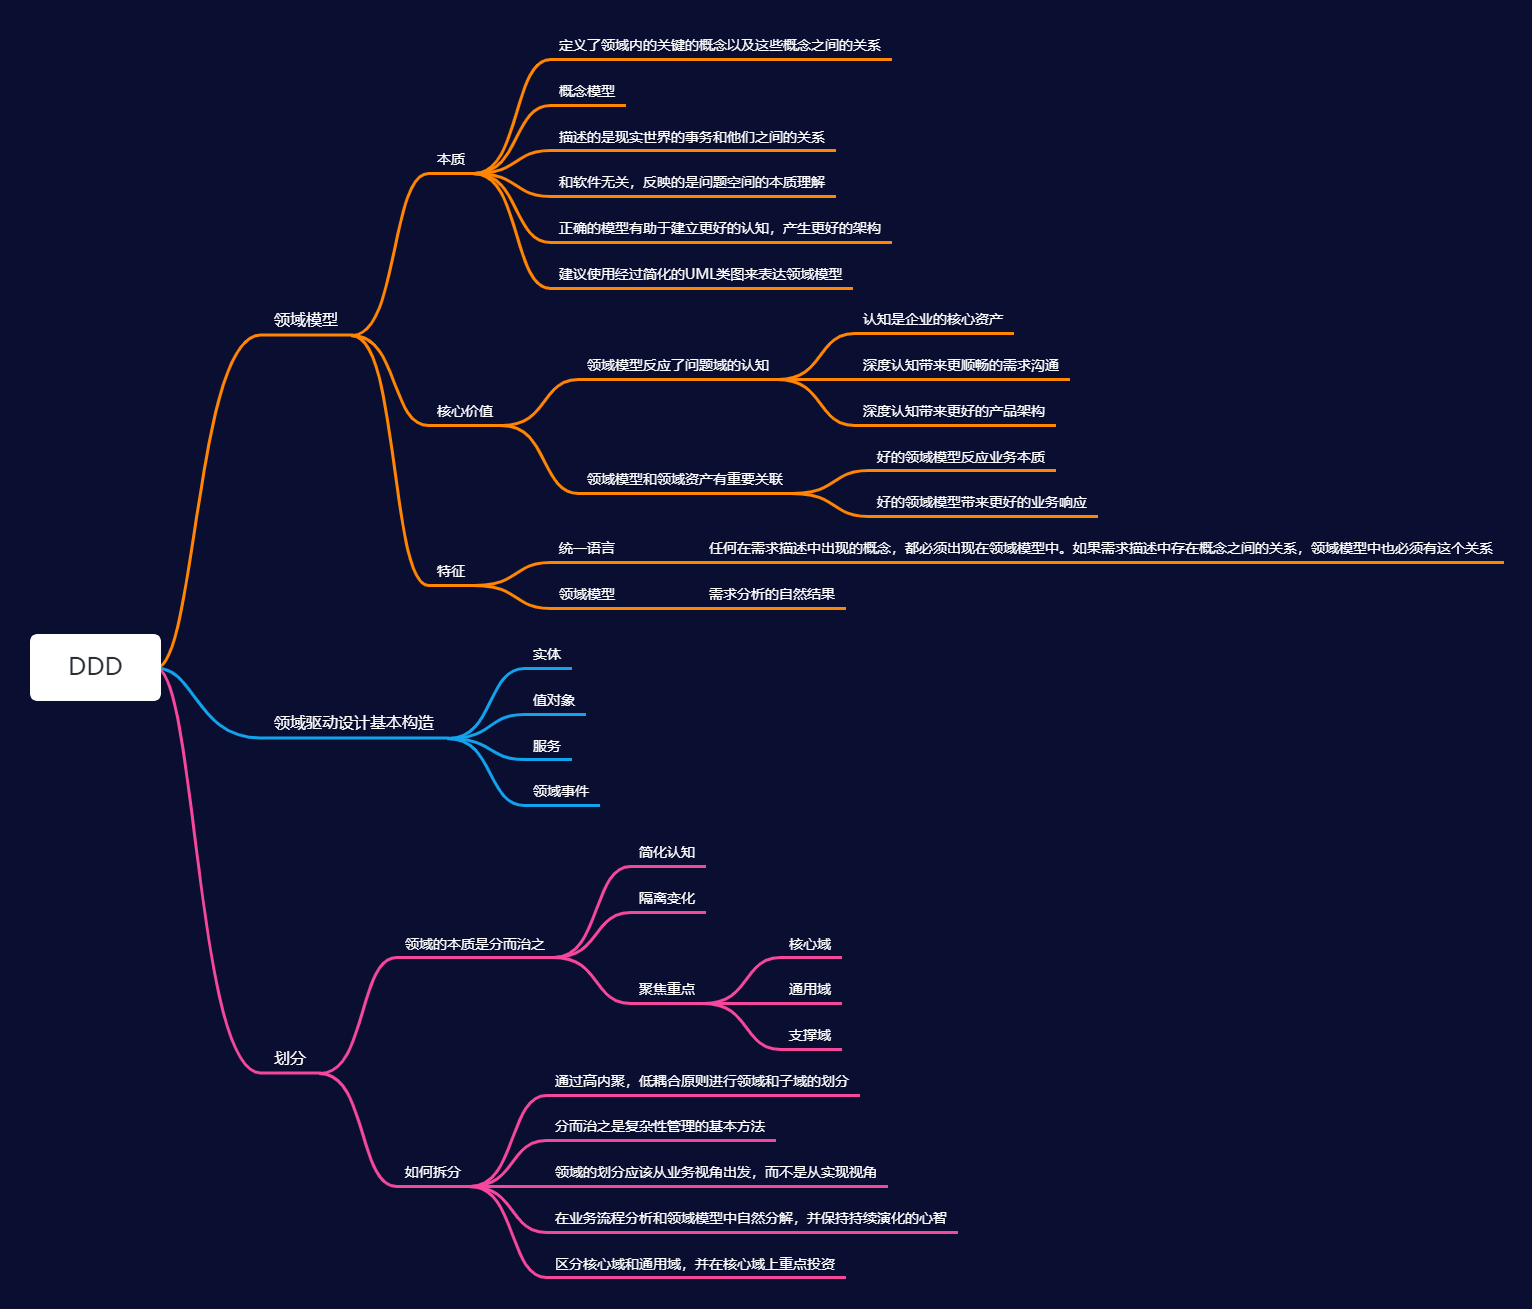 DDD
领域模型
本质
定义了领域内的关键的概念以及这些概念之间的关系
概念模型
描述的是现实世界的事务和他们之间的关系
和软件无关，反映的是问题空间的本质理解
正确的模型有助于建立更好的认知，产生更好的架构
建议使用经过简化的UML类图来表达领域模型
核心价值
领域模型反应了问题域的认知
认知是企业的核心资产
深度认知带来更顺畅的需求沟通
深度认知带来更好的产品架构
领域模型和领域资产有重要关联
好的领域模型反应业务本质
好的领域模型带来更好的业务响应
特征
统一语言
任何在需求描述中出现的概念，都必须出现在领域模型中。如果需求描述中存在概念之间的关系，领域模型中也必须有这个关系
领域模型
需求分析的自然结果
领域驱动设计基本构造
实体
值对象
服务
领域事件
划分
领域的本质是分而治之
简化认知
隔离变化
聚焦重点
核心域
通用域
支撑域
如何拆分
通过高内聚，低耦合原则进行领域和子域的划分
分而治之是复杂性管理的基本方法
领域的划分应该从业务视角出发，而不是从实现视角
在业务流程分析和领域模型中自然分解，并保持持续演化的心智
区分核心域和通用域，并在核心域上重点投资